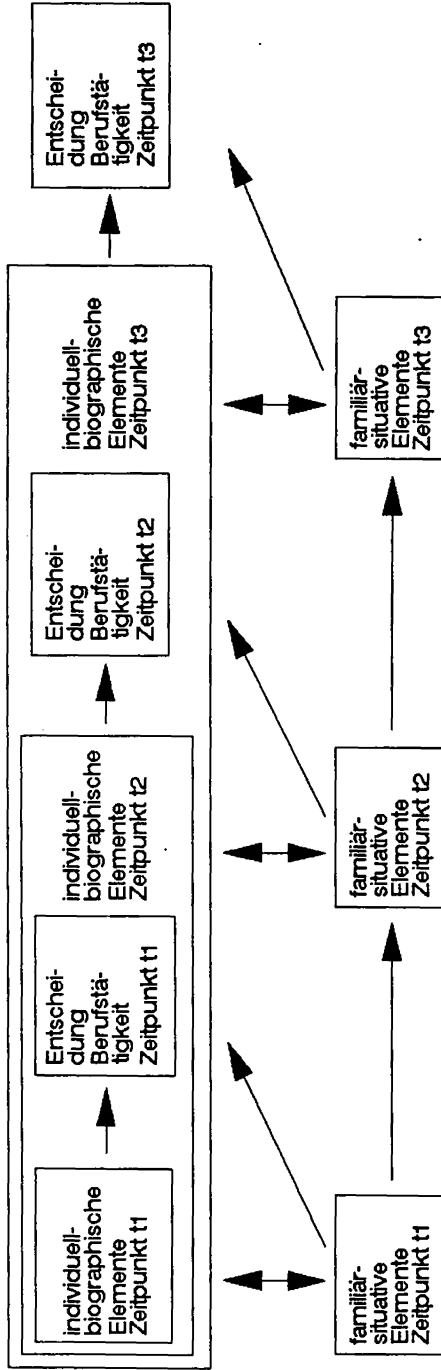 individuell-
biographische
Elemente
Zeitpunkt t1
Entschei-
dung
Berufstä-
tigkeit
Zeitpunkt t1
individuell-
biographische
Elemente
Zeitpunkt t2
Entschei-
dung
Berufstä-
tigkeit
Zeitpunkt t2
individuell-
biographische
Elemente
Zeitpunkt t3
Entschei-
dung
Berufstä-
tigkeit
Zeitpunkt t3
familiär-
situative
Elemente
Zeitpunkt t1
familiär-
situative
Elemente
Zeitpunkt t2
familiär-
situative
Elemente
Zeitpunkt t3